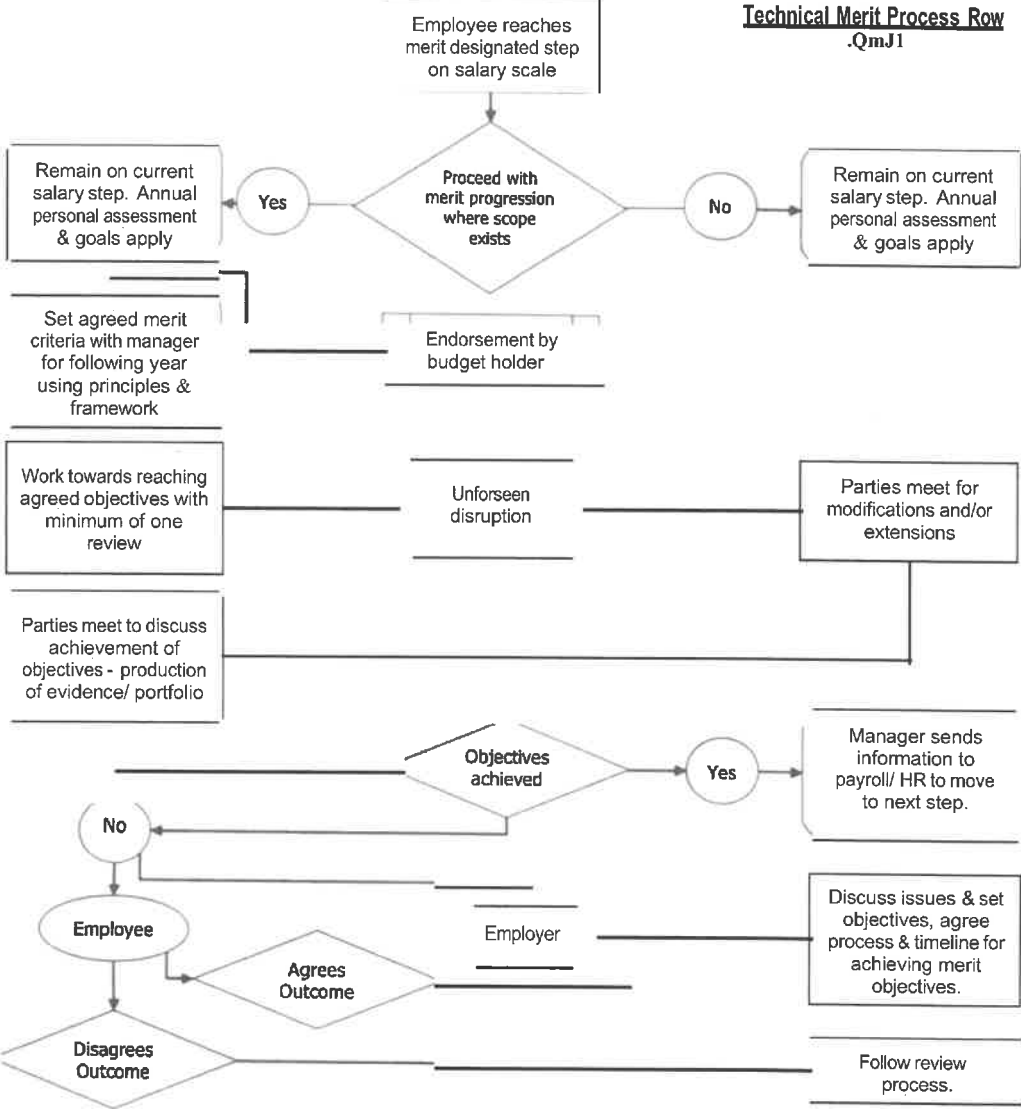 Technical Merit Process Row
.QmJ1
Employee reaches
merit designated step
on salary scale
Remain on current
salary step. Annual
personal assessment
& goals apply
Yes
Proceed with
merit progression
where scope
exists
No
Remain on current
salary step. Annual
personal assessment
& goals apply
Set agreed merit
criteria with manager
for following year
using principles &
framework
Endorsement by
budget holder
Work towards reaching
agreed objectives with
minimum of one
review
Unforseen
disruption
Parties meet for
modifications and/or
extensions
Parties meet to discuss
achievement of
objectives - production
of evidence/ portfolio
Objectives
achieved
Yes
Manager sends
information to
payroll/ HR to move
to next step.
No
Employee
Agrees
Outcome
Employer
Discuss issues & set
objectives, agree
process & timeline for
achieving merit
objectives.
Disagrees
Outcome
Follow review
process.